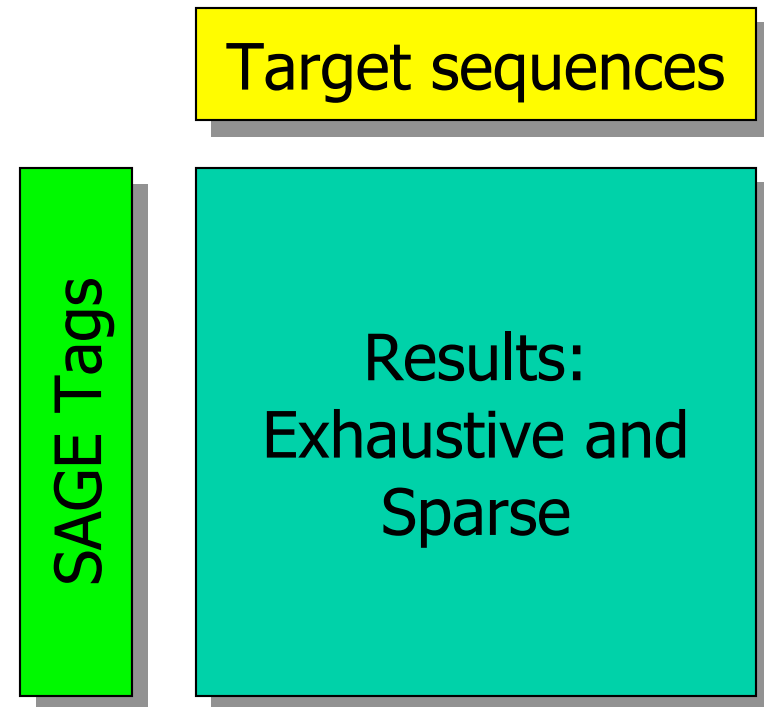 Target sequences
SAGE Tags
Results:
Exhaustive and
Sparse